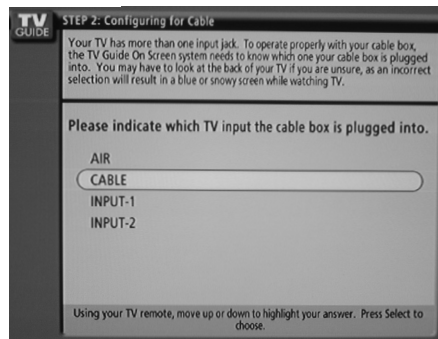 TV
GUIDE
STEP 2: Configuring for Cable
Your TV has more than one input jack. To operate properly with your cable box,
the TV Guide On Screen system needs to know which one your cable box is plugged
into. You may have to look at the back of your TV if you are unsure, as an incorrect
selection will result in a blue or snowy screen while watching TV.
Please indicate which TV input the cable box is plugged into.
AIR
CABLE
INPUT-1
INPUT-2
Using your TV remote, move up or down to highlight your answer. Press Select to
choose.